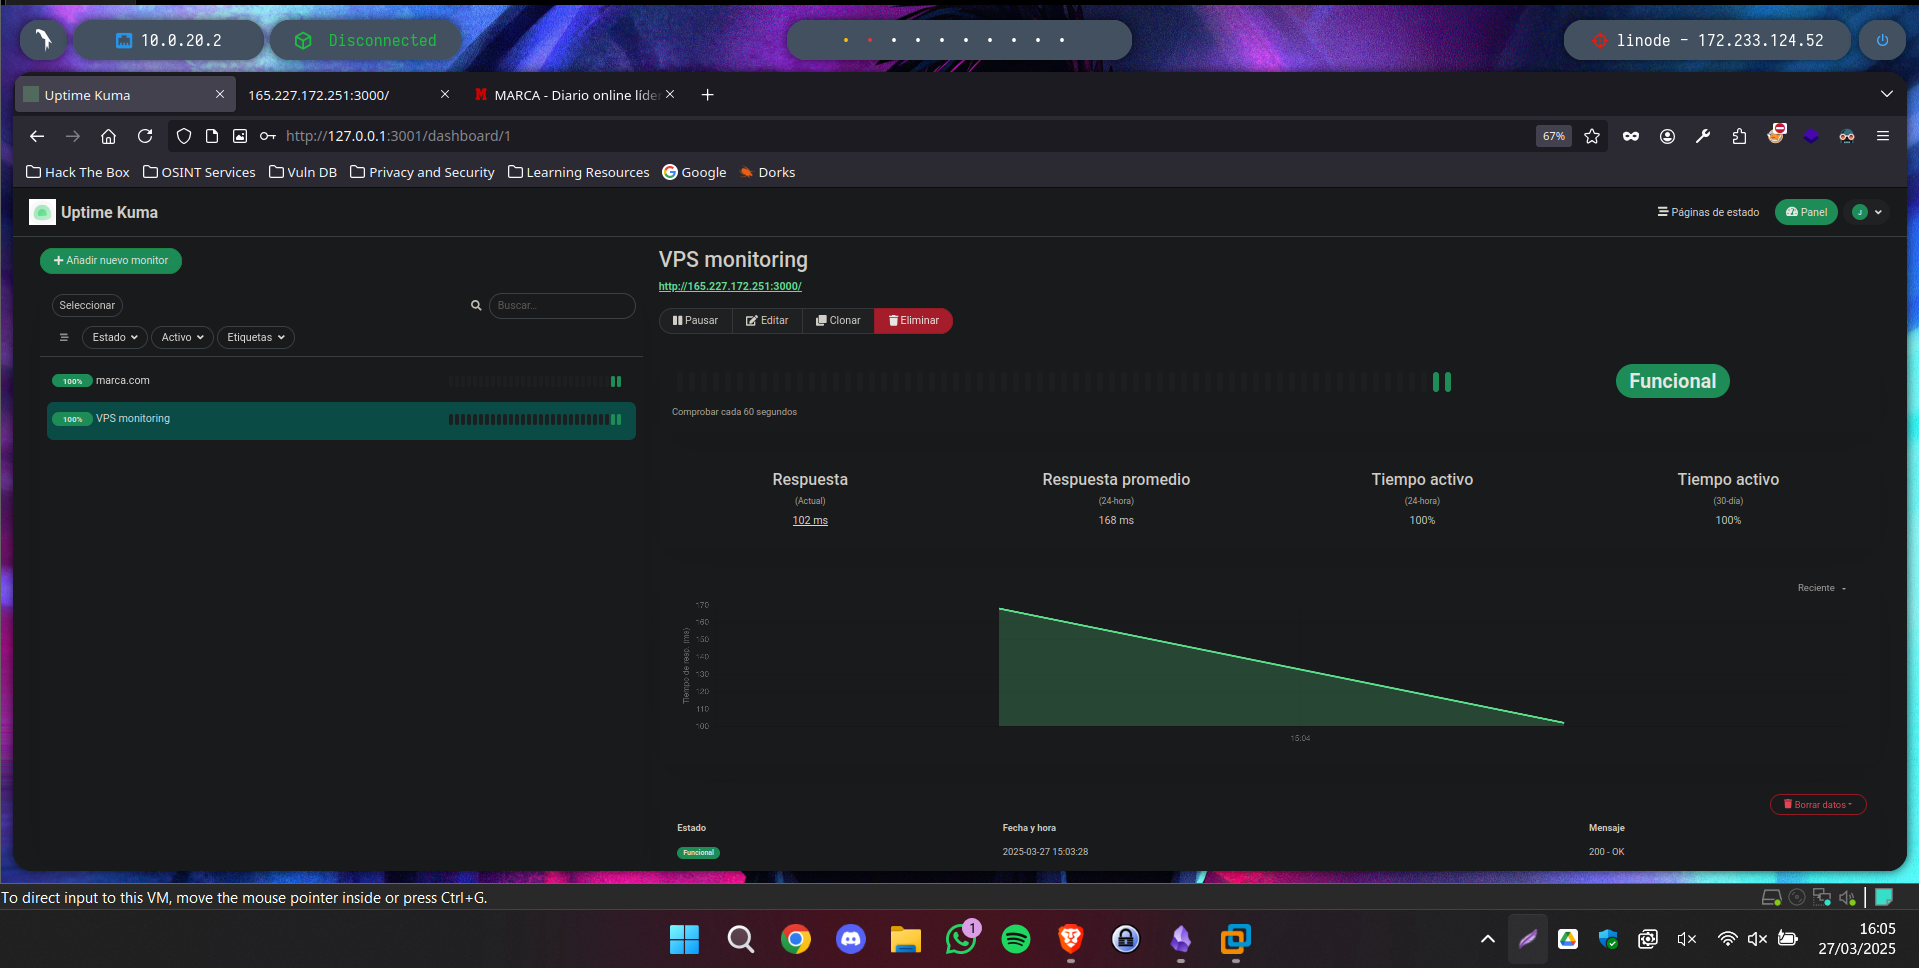 10.0.20.2
Disconnected
linode - 172.233.124.52
Uptime Kuma
165.227.172.251:3000/
MARCA - Diario online líder
http://127.0.0.1:3001/dashboard/1
67%
Hack The Box
OSINT Services
Vuln DB
Privacy and Security
Learning Resources
Google
Dorks
Uptime Kuma
Páginas de estado
Panel
J
Añadir nuevo monitor
Seleccionar
Buscar...
Estado
Activo
Etiquetas
100% marca.com
100% VPS monitoring
VPS monitoring
http://165.227.172.251:3000/
Pausar
Editar
Clonar
Eliminar
Funcional
Comprobar cada 60 segundos
Respuesta
(Actual)
102 ms
Respuesta promedio
(24-hora)
168 ms
Tiempo activo
(24-hora)
100%
Tiempo activo
(30-día)
100%
Reciente
Tiempo de resp. (ms)
170
160
150
140
130
120
110
100
15:04
Borrar datos
Estado
Fecha y hora
Mensaje
Funcional
2025-03-27 15:03:28
200 - OK
To direct input to this VM, move the mouse pointer inside or press Ctrl+G.
1
16:05
27/03/2025